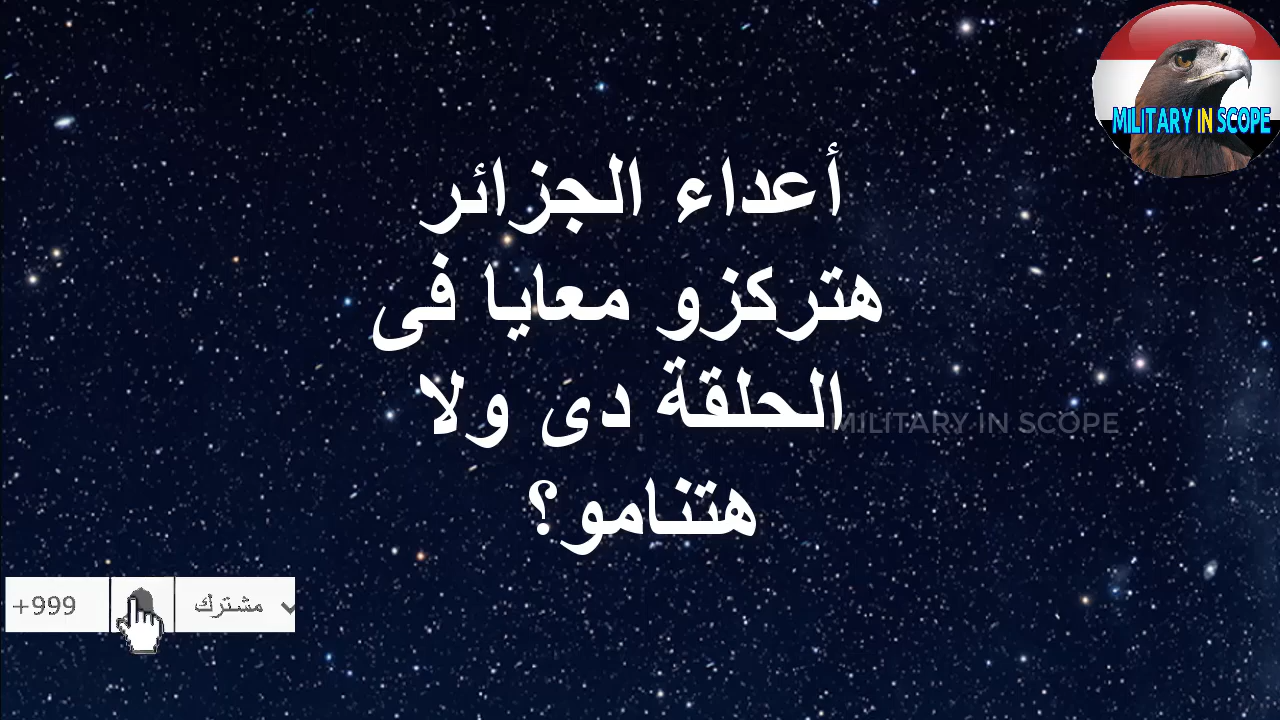 MILITARY IN SCOPE
أعداء الجزائر
هتركزو معايا فى
الحلقة دى ولا
هتنامو؟
MILITARY IN SCOPE
+999
مشترك